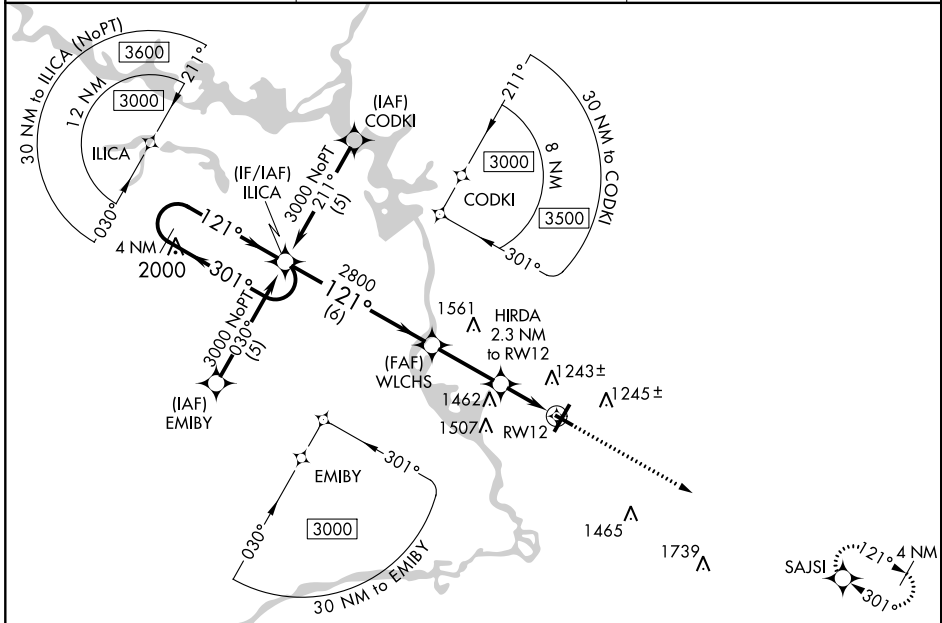 30 NM to ILICA (NoPT)
3600
211°
12 NM
3000
ILICA
030°
(IAF)
CODKI
(IF/IAF)
ILICA
3000 NoPT
211°
(5)
211°
30 NM to CODKI
3000
8 NM
CODKI
3500
301°
121°
4 NM
2000
301°
2800
121°
(6)
3000 NoPT
030°
(5)
(IAF)
EMIBY
1561
HIRDA
2.3 NM
to RW12
(FAF)
WLCHS
1243±
1245±
1462
1507
RW12
EMIBY
301°
030°
3000
30 NM to EMIBY
1465
1739
SAJSI
121°
4 NM
301°